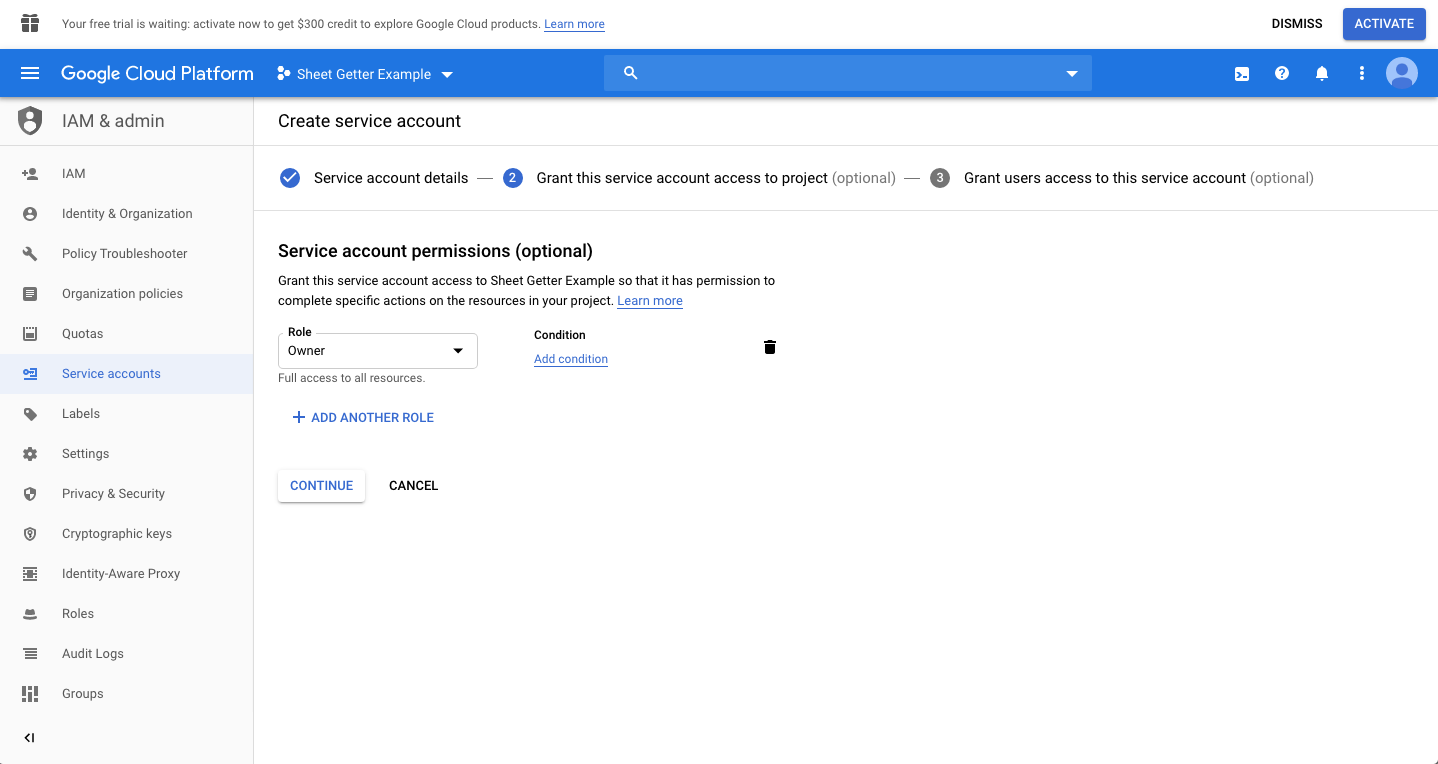 Your free trial is waiting: activate now to get $300 credit to explore Google Cloud products. Learn more
DISMISS
ACTIVATE
Google Cloud Platform
Sheet Getter Example
IAM & admin
Create service account
IAM
Identity & Organization
Policy Troubleshooter
Organization policies
Quotas
Service accounts
Labels
Settings
Privacy & Security
Cryptographic keys
Identity-Aware Proxy
Roles
Audit Logs
Groups
Service account details — 2 Grant this service account access to project (optional) — 3 Grant users access to this service account (optional)
Service account permissions (optional)
Grant this service account access to Sheet Getter Example so that it has permission to
complete specific actions on the resources in your project. Learn more
Role
Owner
Full access to all resources.
Condition
Add condition
ADD ANOTHER ROLE
CONTINUE
CANCEL